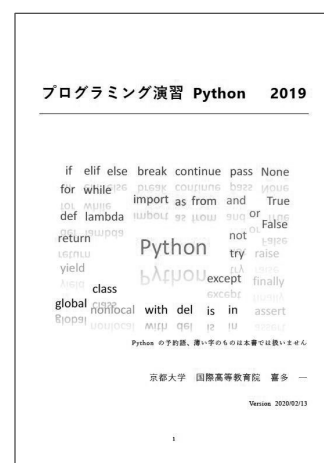 プログラミング演習 Python 2019
if elif else break continue pass None
for while import as from and or True
def lambda not False
return Python try raise
yield except finally
class
global nonlocal with del is in assert
Python の予約語、薄い字のものは本書では扱いません
京都大学 国際高等教育院 喜多 一
Version 2020/02/13
1